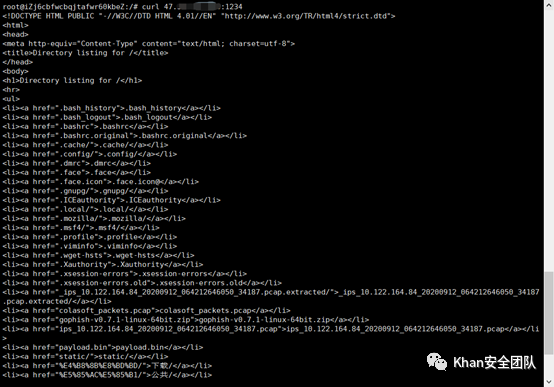 root@iZj6cbfwcbqjtafwr60kbeZ:/# curl 47. :1234
<!DOCTYPE HTML PUBLIC "-//W3C//DTD HTML 4.01//EN" "http://www.w3.org/TR/html4/strict.dtd">
<html>
<head>
<meta http-equiv="Content-Type" content="text/html; charset=utf-8">
<title>Directory listing for /</title>
</head>
<body>
<h1>Directory listing for /</h1>
<hr>
<ul>
<li><a href=".bash_history">.bash_history</a></li>
<li><a href=".bash_logout">.bash_logout</a></li>
<li><a href=".bashrc">.bashrc</a></li>
<li><a href=".bashrc.original">.bashrc.original</a></li>
<li><a href=".cache/">.cache/</a></li>
<li><a href=".config/">.config/</a></li>
<li><a href=".dmrc">.dmrc</a></li>
<li><a href=".face">.face</a></li>
<li><a href=".face.icon">.face.icon@</a></li>
<li><a href=".gnupg/">.gnupg/</a></li>
<li><a href=".ICEauthority">.ICEauthority</a></li>
<li><a href=".local/">.local/</a></li>
<li><a href=".mozilla/">.mozilla/</a></li>
<li><a href=".msf4/">.msf4/</a></li>
<li><a href=".profile">.profile</a></li>
<li><a href=".viminfo">.viminfo</a></li>
<li><a href=".wget-hsts">.wget-hsts</a></li>
<li><a href=".Xauthority">.Xauthority</a></li>
<li><a href=".xsession-errors">.xsession-errors</a></li>
<li><a href=".xsession-errors.old">.xsession-errors.old</a></li>
<li><a href="_ips_10.122.164.84_20200912_064212646050_34187.pcap.extracted/">_ips_10.122.164.84_20200912_064212646050_34187
.pcap.extracted/</a></li>
<li><a href="colasoft_packets.pcap">colasoft_packets.pcap</a></li>
<li><a href="gophish-v0.7.1-linux-64bit.zip">gophish-v0.7.1-linux-64bit.zip</a></li>
<li><a href="ips_10.122.164.84_20200912_064212646050_34187.pcap">ips_10.122.164.84_20200912_064212646050_34187.pcap</a></li
>
<li><a href="payload.bin">payload.bin</a></li>
<li><a href="static/">static/</a></li>
<li><a href="%E4%B8%8B%E8%BD%BD/">下载/</a></li>
<li><a href="%E5%85%AC%E5%85%B1/">公共/</a></li>
Khan安全团队